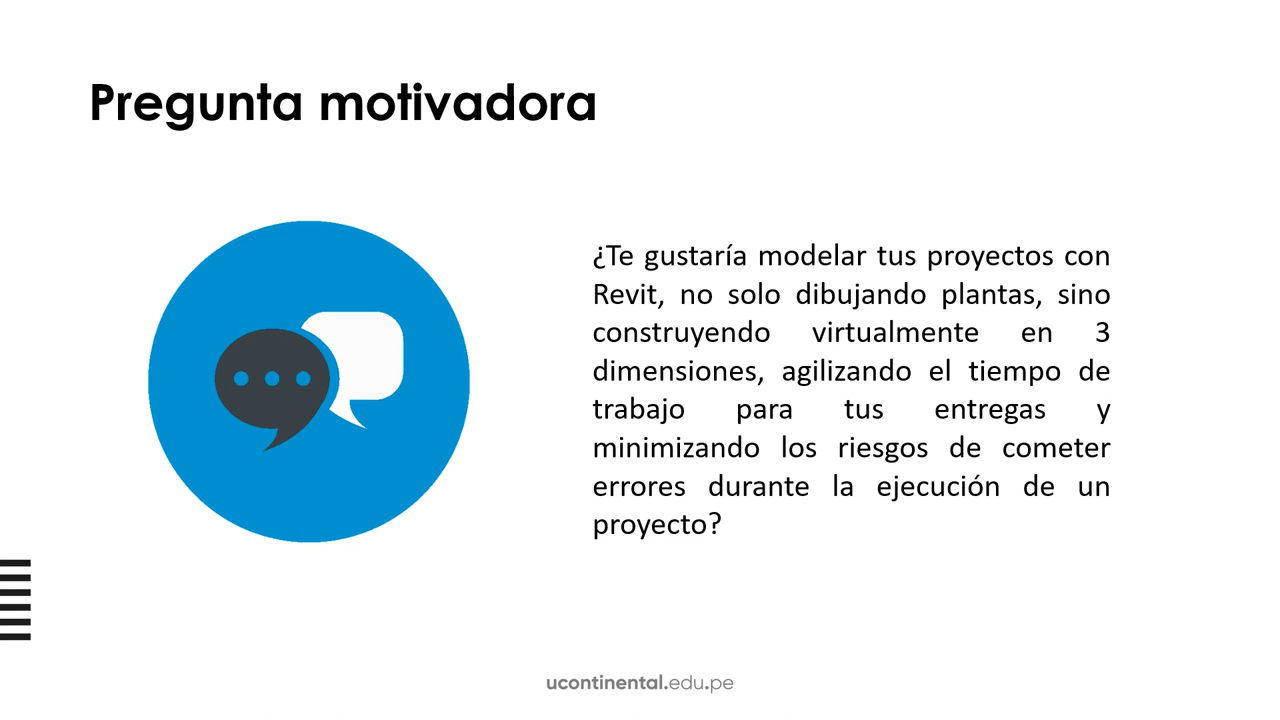 Pregunta motivadora
¿Te gustaría modelar tus proyectos con
Revit, no solo dibujando plantas, sino
construyendo virtualmente en 3
dimensiones, agilizando el tiempo de
trabajo para tus entregas y
minimizando los riesgos de cometer
errores durante la ejecución de un
proyecto?
ucontinental.edu.pe